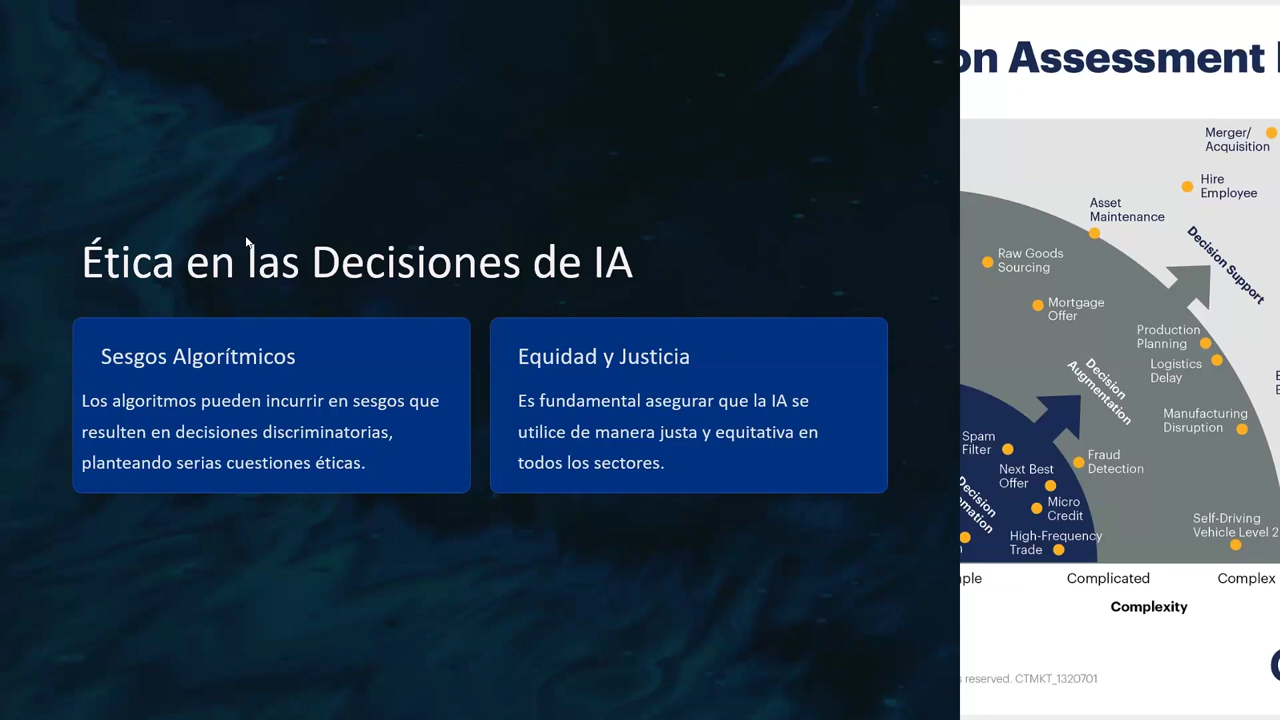 Ética en las Decisiones de IA
Sesgos Algorítmicos
Los algoritmos pueden incurrir en sesgos que
resulten en decisiones discriminatorias,
planteando serias cuestiones éticas.
Equidad y Justicia
Es fundamental asegurar que la IA se
utilice de manera justa y equitativa en
todos los sectores.
on Assessment
Merger/
Acquisition
Hire
Employee
Asset
Maintenance
Decision Support
Raw Goods
Sourcing
Mortgage
Offer
Production
Planning
Logistics
Delay
Decision
Augmentation
Manufacturing
Disruption
Spam
Filter
Fraud
Detection
Next Best
Offer
Decision
omation
Micro
Credit
High-Frequency
Trade
Self-Driving
Vehicle Level 2
Complicated
Complex
Complexity
s reserved. CTMKT_1320701